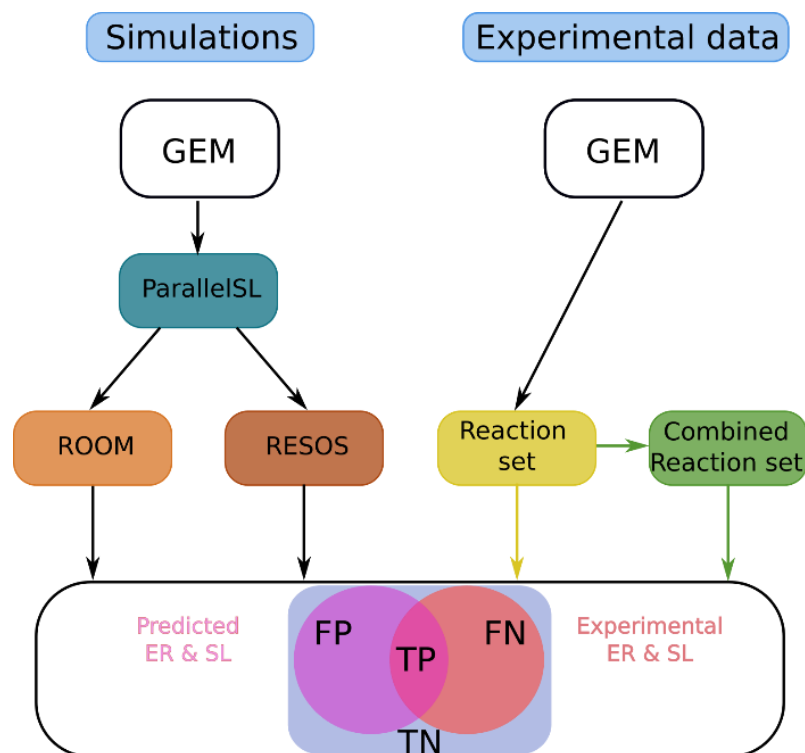 Simulations
Experimental data
GEM
GEM
ParallelSL
ROOM
RESOS
Reaction
set
Combined
Reaction set
Predicted
ER & SL
FP
TP
FN
TN
Experimental
ER & SL